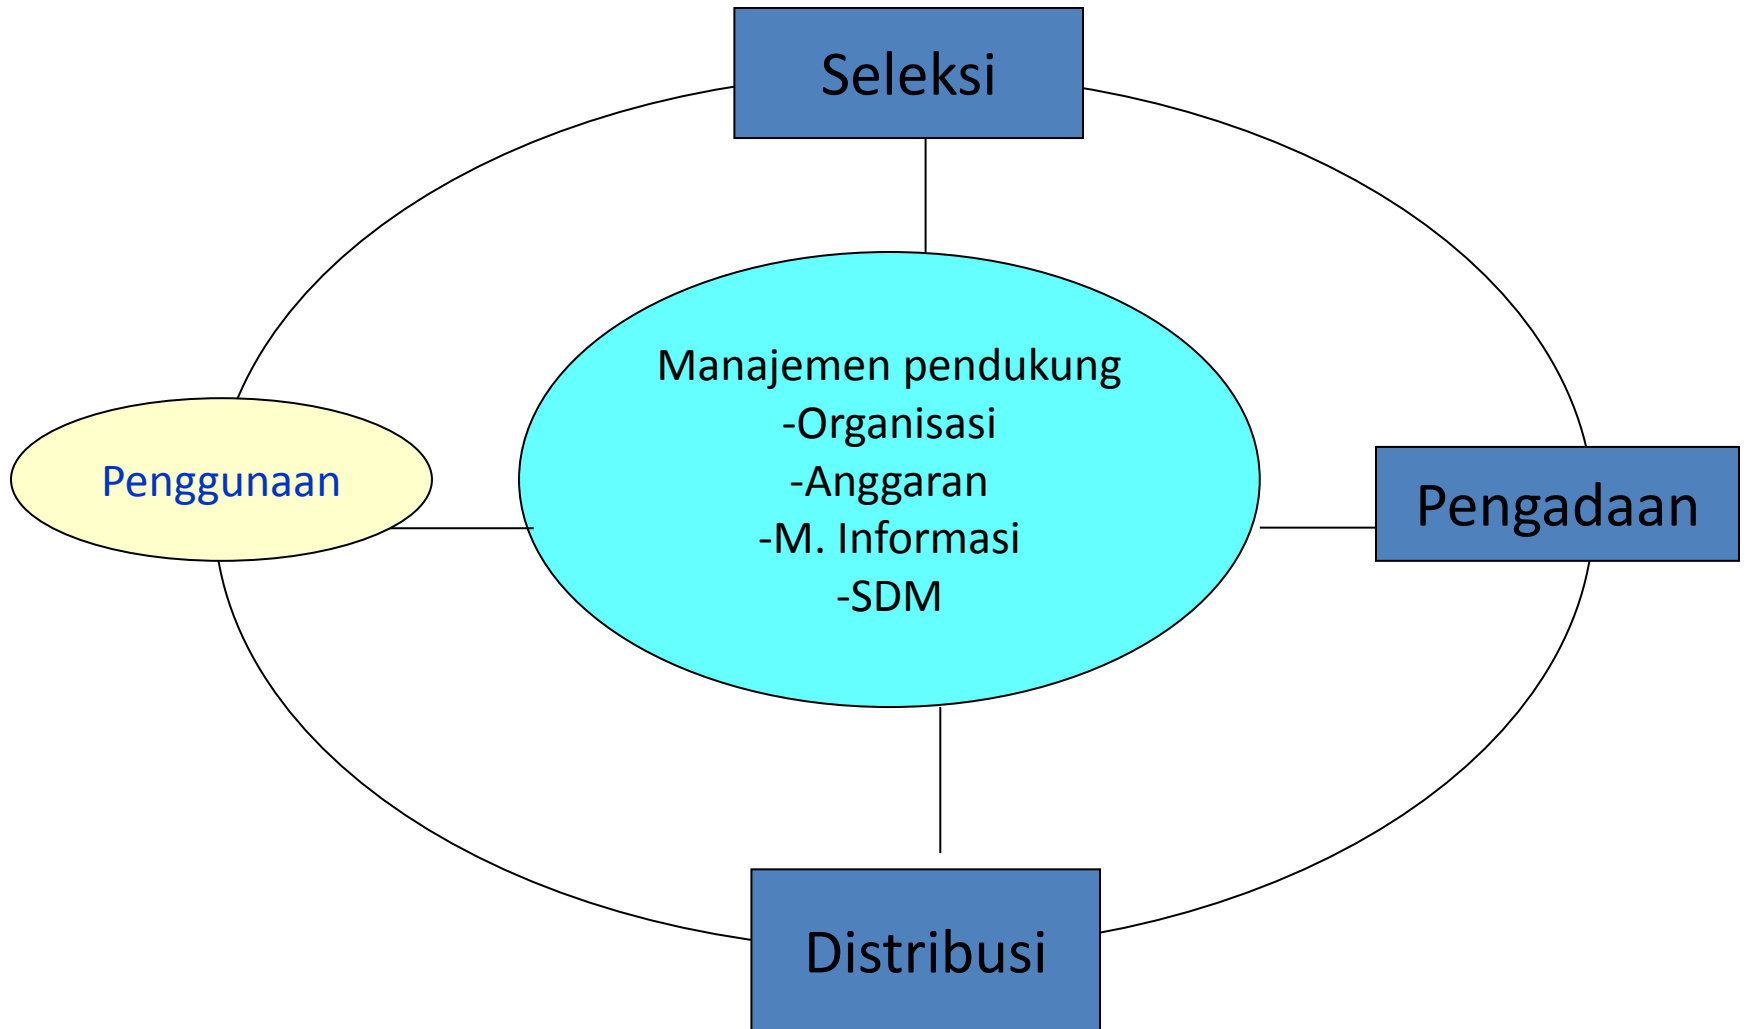 Seleksi
Manajemen pendukung
-Organisasi
-Anggaran
-M. Informasi
-SDM
Penggunaan
Pengadaan
Distribusi